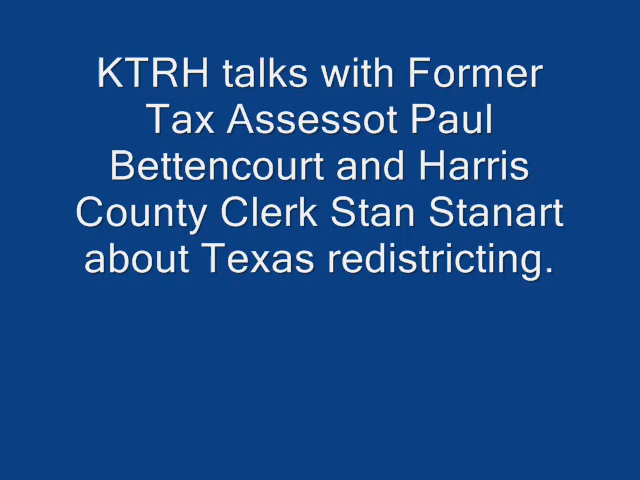 KTRH talks with Former
Tax Assessot Paul
Bettencourt and Harris
County Clerk Stan Stanart
about Texas redistricting.